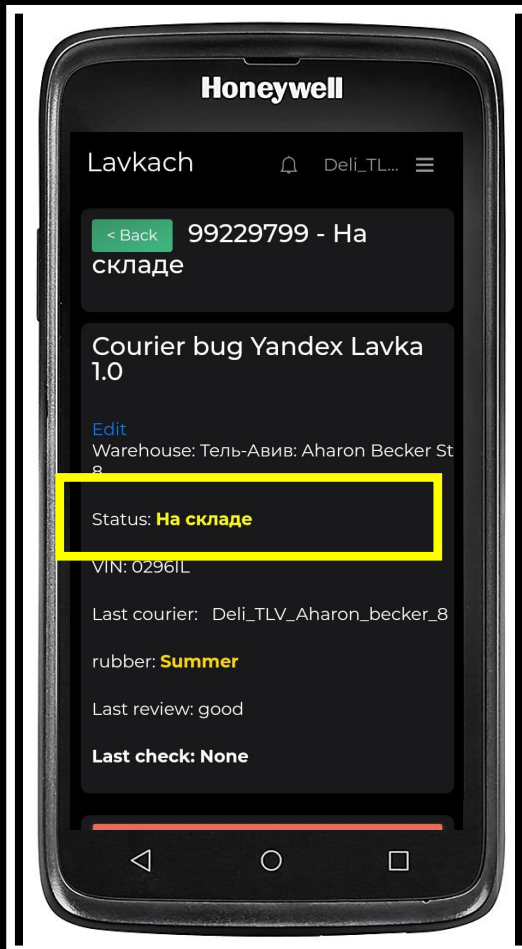 Honeywell
Lavkach Deli_TL...
< Back 99229799 - На
складе
Courier bug Yandex Lavka
1.0
Edit
Warehouse: Тель-Авив: Aharon Becker St
8
Status: На складе
VIN: 0296IL
Last courier: Deli_TLV_Aharon_becker_8
rubber: Summer
Last review: good
Last check: None